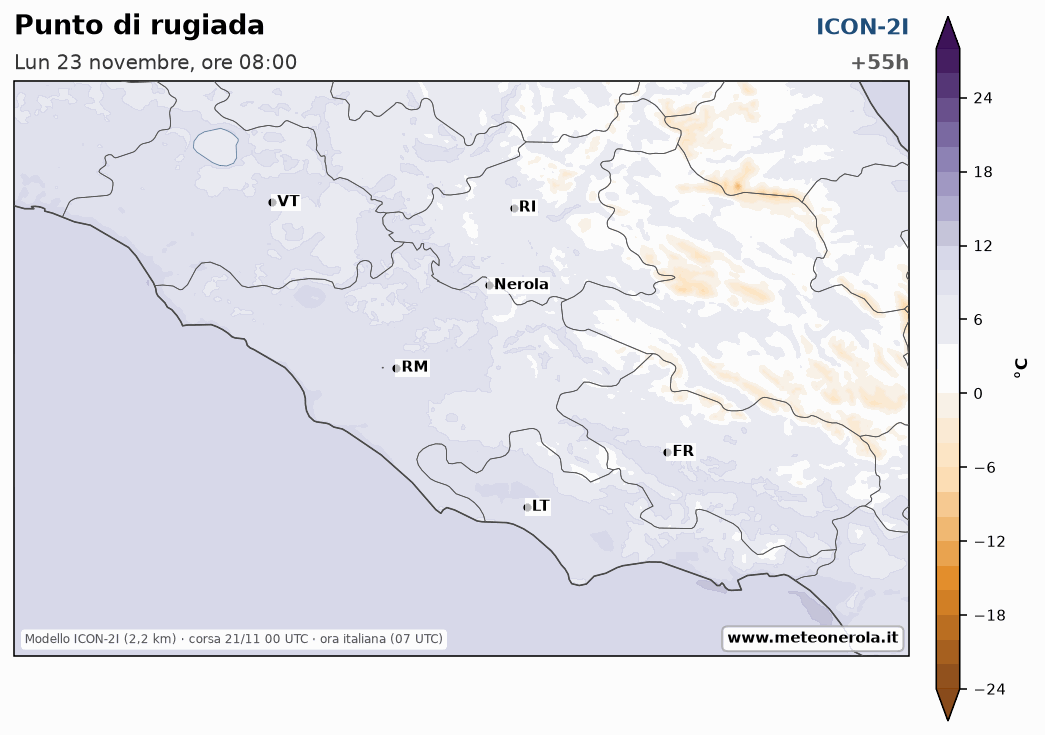 Punto di rugiada
ICON-2I
Lun 23 novembre, ore 08:00
+55h
VT
RI
Nerola
RM
FR
LT
Modello ICON-2I (2,2 km) · corsa 21/11 00 UTC · ora italiana (07 UTC)
www.meteonerola.it
24
18
12
6
0
−6
−12
−18
−24
°C